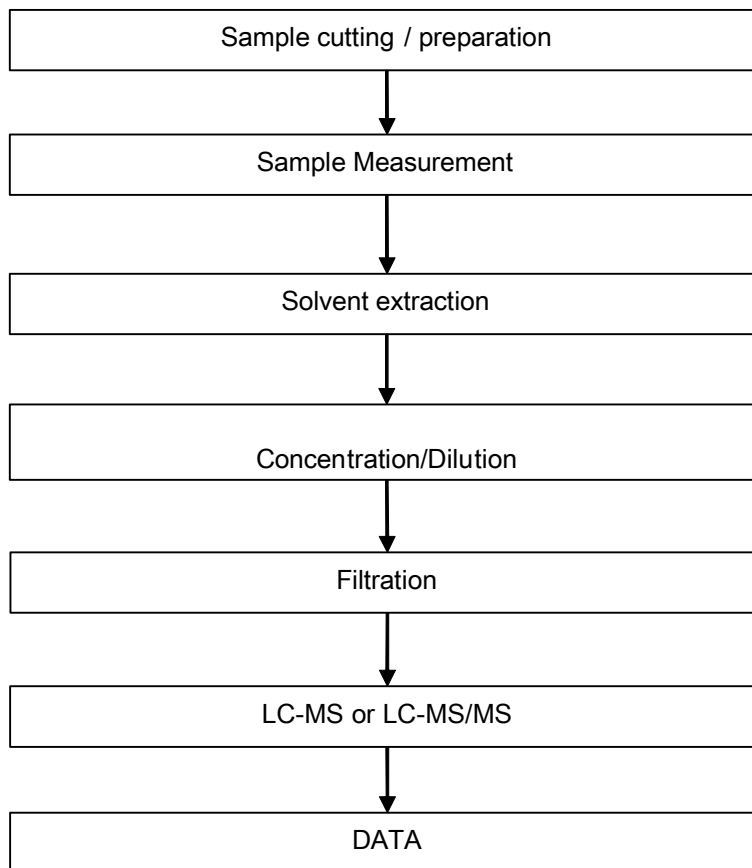 Sample cutting / preparation
Sample Measurement
Solvent extraction
Concentration/Dilution
Filtration
LC-MS or LC-MS/MS
DATA